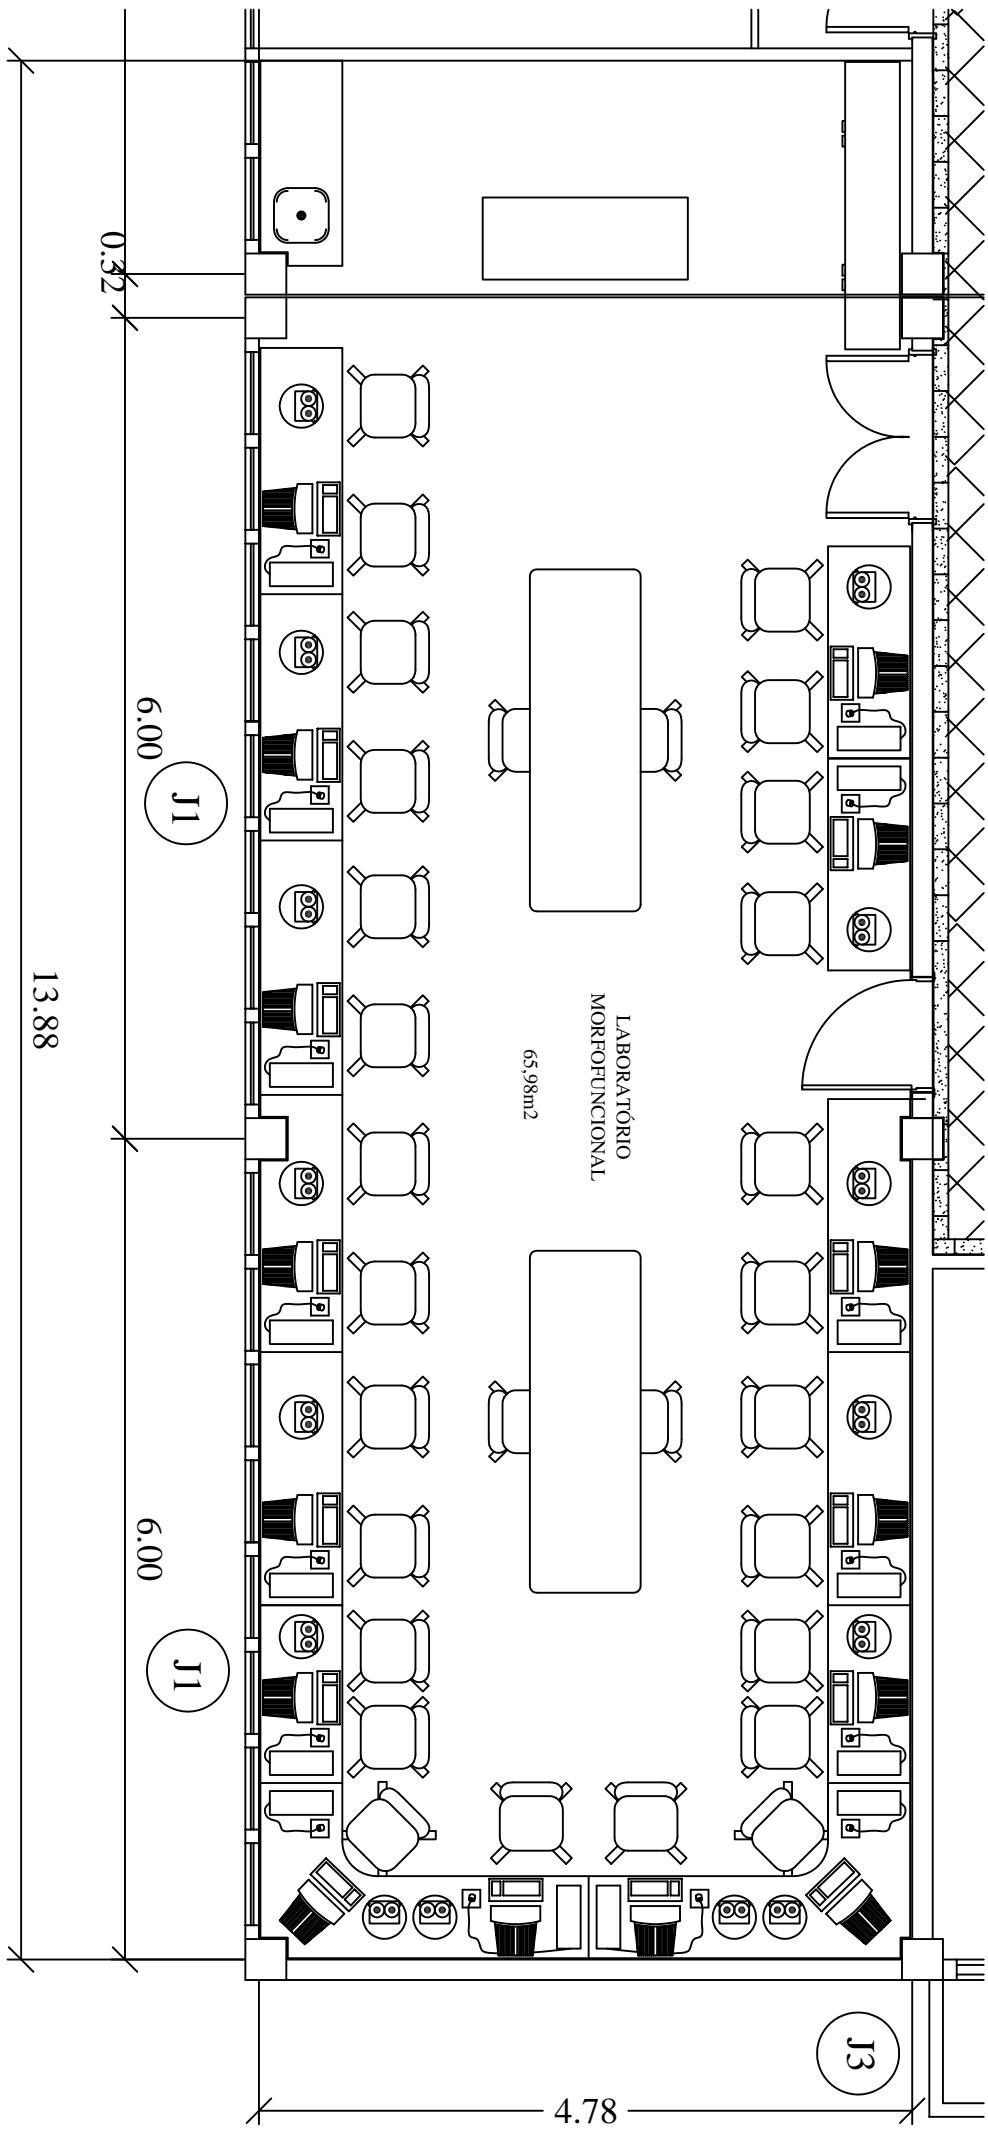 0.32
6.00
J1
13.88
LABORATÓRIO
MORFOFUNCIONAL
65,98m2
6.00
J1
J3
4.78